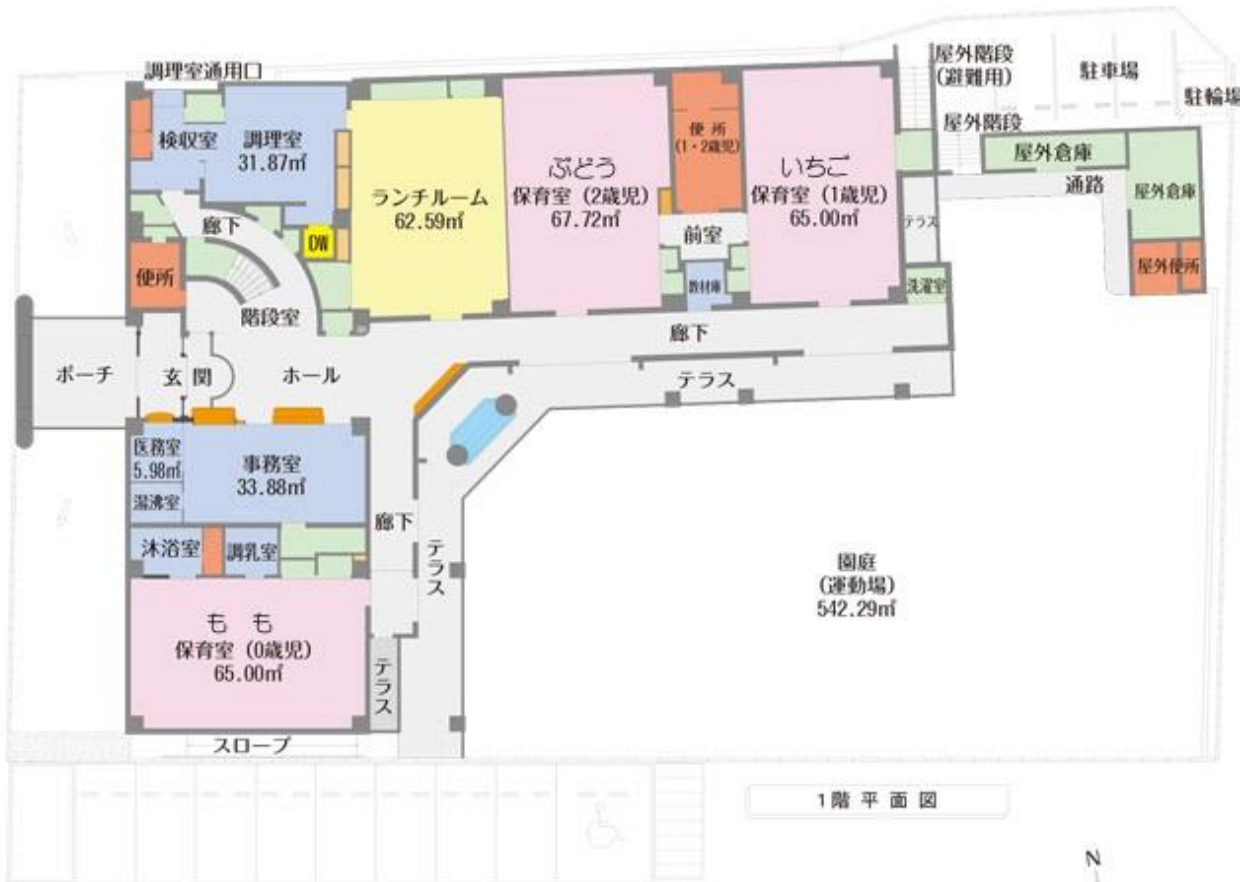 調理室通用口
検収室
調理室
31.87㎡
ランチルーム
62.59㎡
ぶどう
保育室（2歳児）
67.72㎡
便所
(1・2歳児)
いちご
保育室（1歳児）
65.00㎡
屋外階段
(避難用)
駐車場
駐輪場
屋外階段
屋外倉庫
通路
屋外倉庫
屋外便所
廊下
DW
便所
階段室
前室
教材庫
テラス
洗濯室
廊下
テラス
ポーチ
玄関
ホール
医務室
5.98㎡
湯沸室
事務室
33.88㎡
廊下
テラス
沐浴室
調乳室
もも
保育室（0歳児）
65.00㎡
テラス
スロープ
園庭
(運動場)
542.29㎡
1階平面図
N